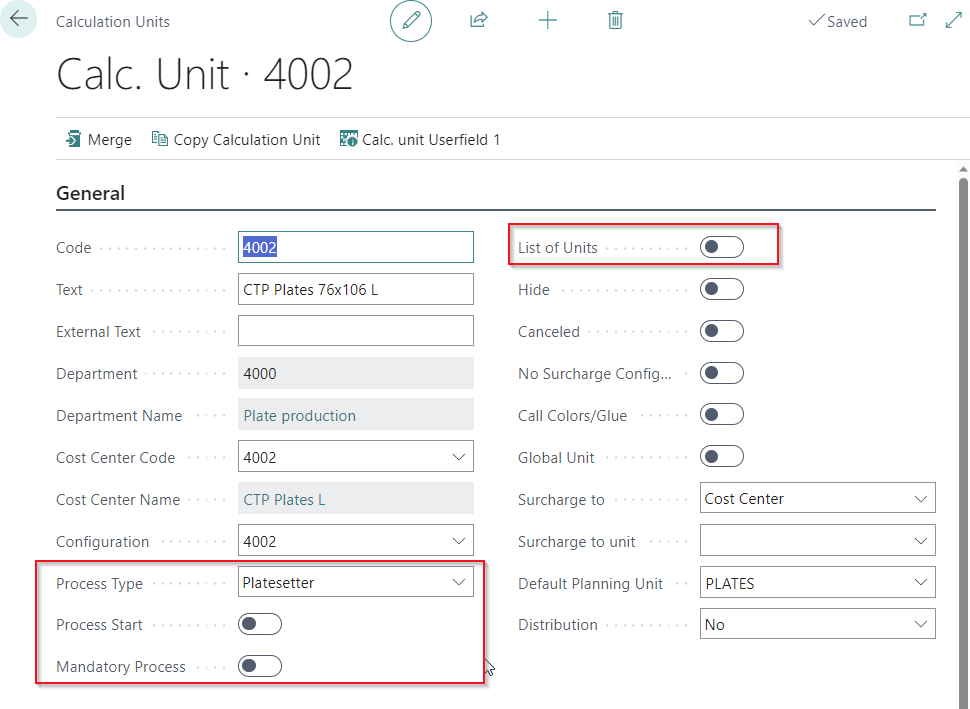 Calculation Units
Saved
Calc. Unit · 4002
Merge
Copy Calculation Unit
Calc. unit Userfield 1
General
Code
4002
Text
CTP Plates 76x106 L
External Text
Department
4000
Department Name
Plate production
Cost Center Code
4002
Cost Center Name
CTP Plates L
Configuration
4002
Process Type
Platesetter
Process Start
Mandatory Process
List of Units
Hide
Canceled
No Surcharge Config...
Call Colors/Glue
Global Unit
Surcharge to
Cost Center
Surcharge to unit
Default Planning Unit
PLATES
Distribution
No